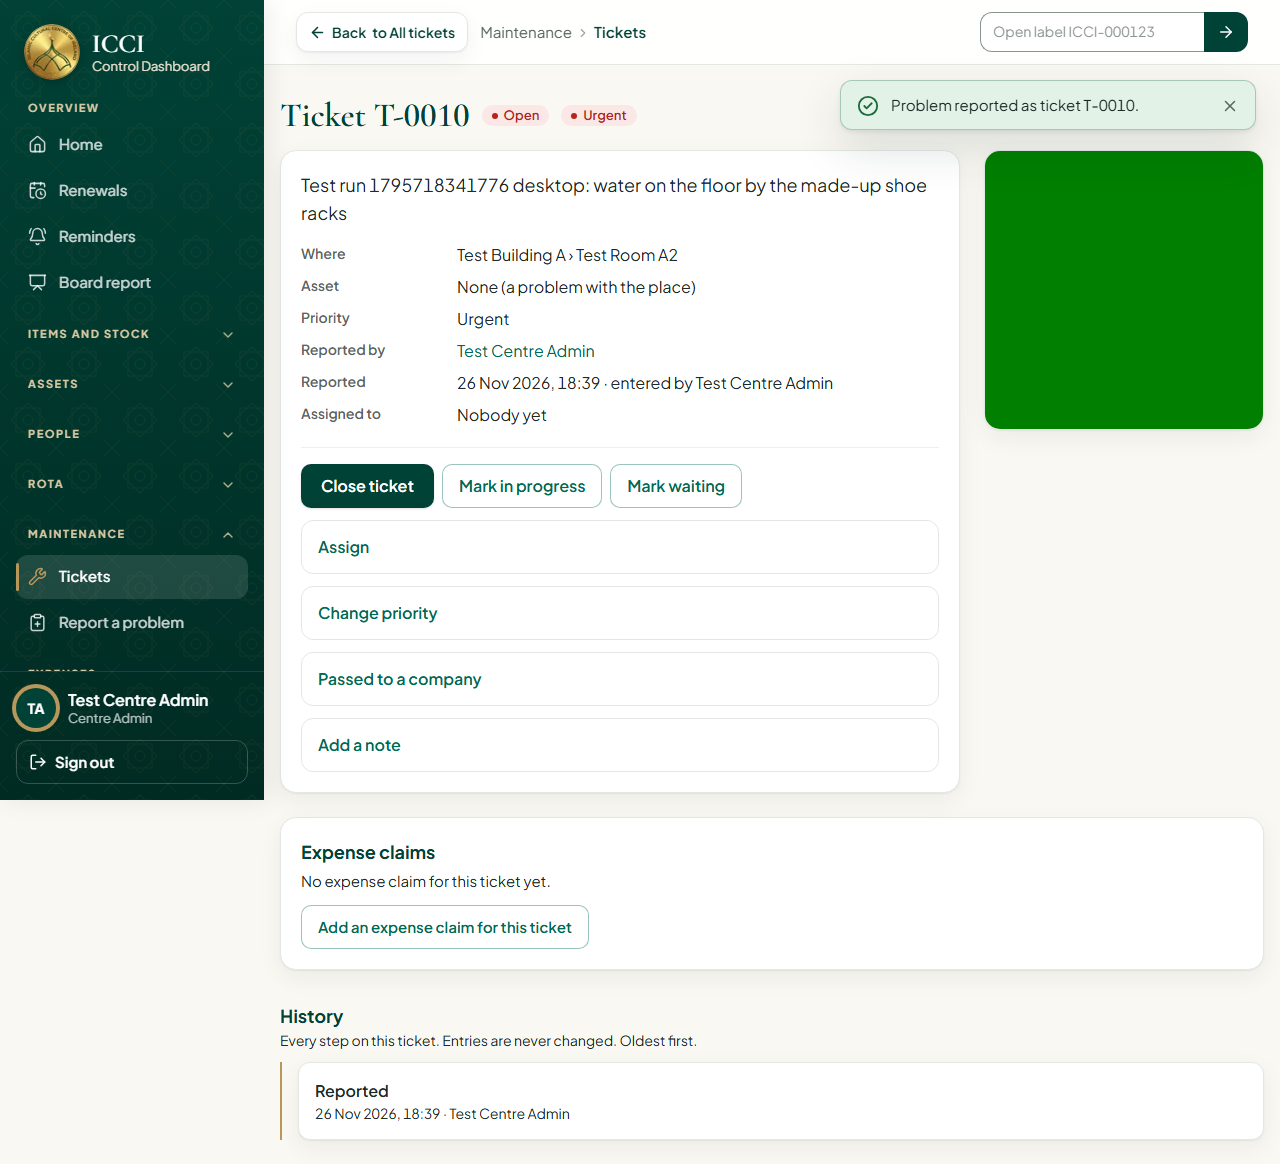 ICCI
Control Dashboard
OVERVIEW
Home
Renewals
Reminders
Board report
ITEMS AND STOCK
ASSETS
PEOPLE
ROTA
MAINTENANCE
Tickets
Report a problem
TA
Test Centre Admin
Centre Admin
Sign out
Back to All tickets
Maintenance › Tickets
Open label ICCI-000123
Problem reported as ticket T-0010.
Ticket T-0010
Open
Urgent
Test run 1795718341776 desktop: water on the floor by the made-up shoe
racks
Where Test Building A › Test Room A2
Asset None (a problem with the place)
Priority Urgent
Reported by Test Centre Admin
Reported 26 Nov 2026, 18:39 · entered by Test Centre Admin
Assigned to Nobody yet
Close ticket
Mark in progress
Mark waiting
Assign
Change priority
Passed to a company
Add a note
Expense claims
No expense claim for this ticket yet.
Add an expense claim for this ticket
History
Every step on this ticket. Entries are never changed. Oldest first.
Reported
26 Nov 2026, 18:39 · Test Centre Admin